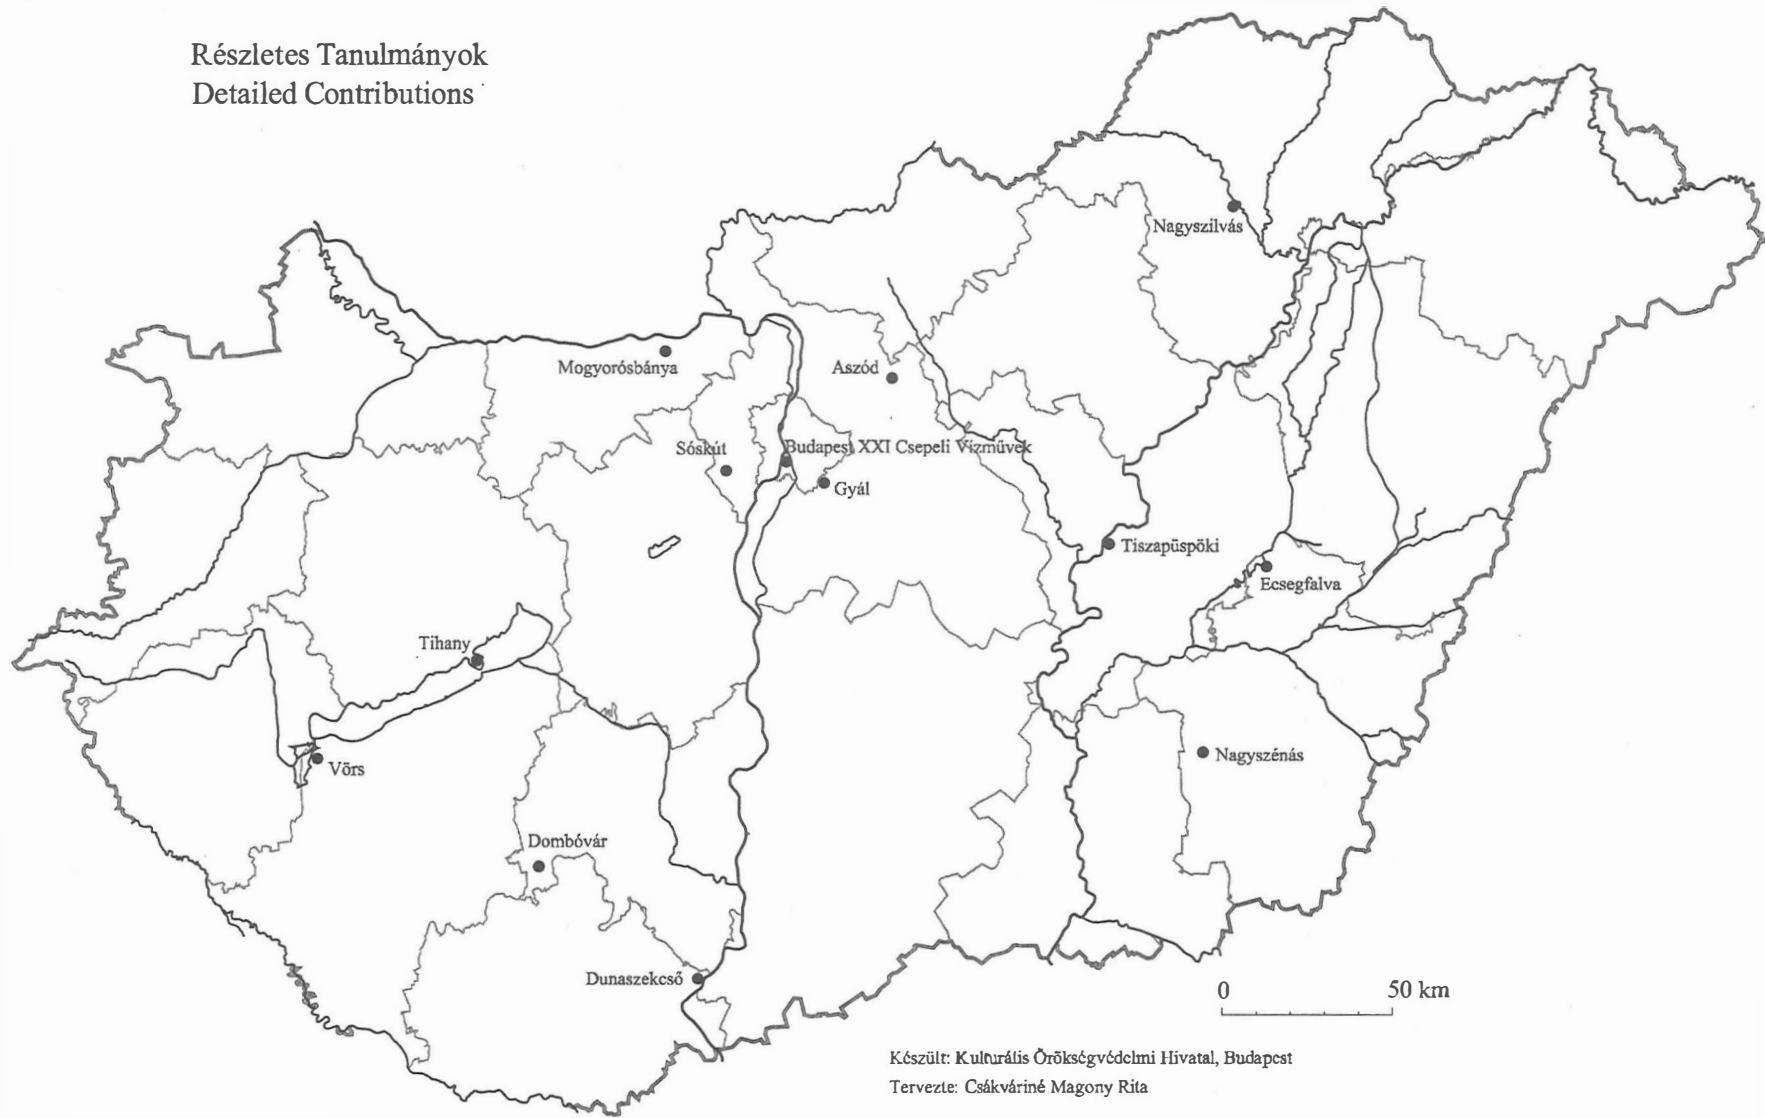 Részletes Tanulmányok
Detailed Contributions
Nagyszilvás
Mogyorósbánya
Aszód
Sóskút
Budapest XXI Csepeli Vízművek
Gyál
Tiszapüspöki
Ecsegfalva
Tihany
Vörs
Nagyszénás
Dombóvár
Dunaszekcső
0 50 km
Készült: Kulturális Örökségvédelmi Hivatal, Budapest
Tervezte: Csákváriné Magony Rita